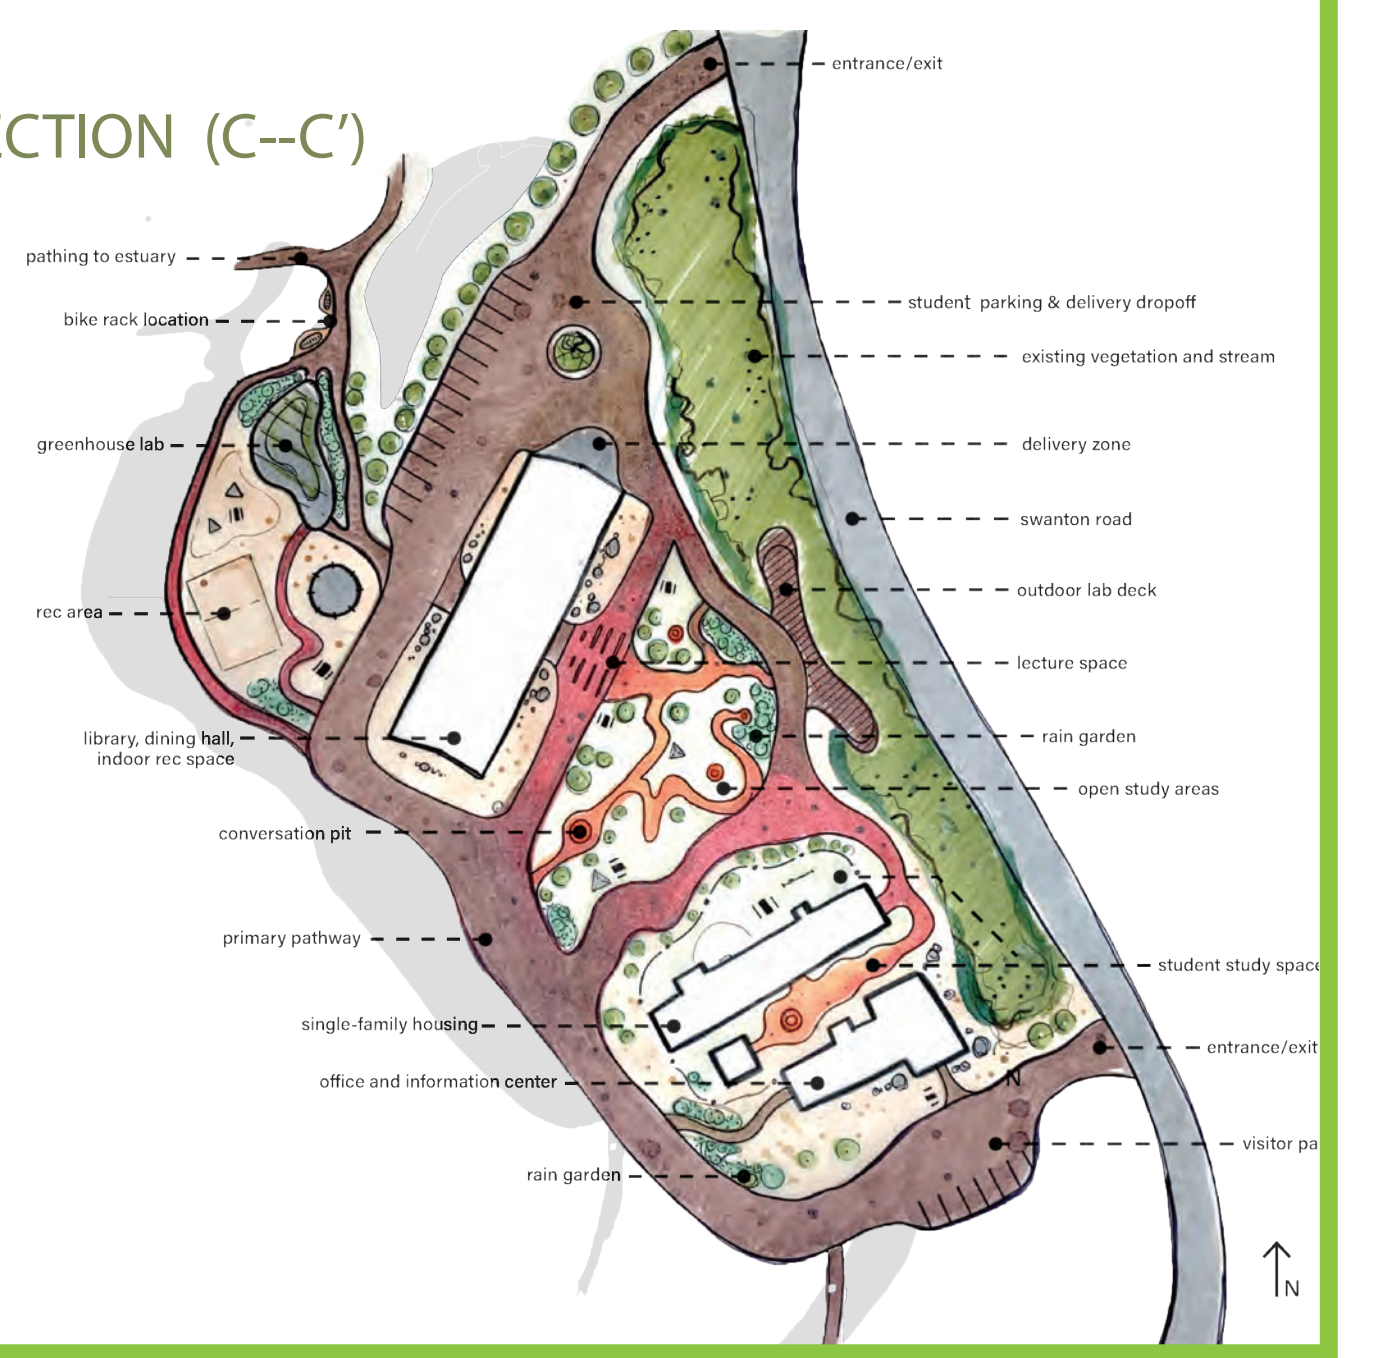 ECTION (C--C')
entrance/exit
pathing to estuary
bike rack location
student parking & delivery dropoff
existing vegetation and stream
greenhouse lab
delivery zone
swanton road
outdoor lab deck
rec area
lecture space
library, dining hall,
indoor rec space
rain garden
open study areas
conversation pit
primary pathway
student study space
single-family housing
entrance/exit
N
office and information center
visitor pa
rain garden
N